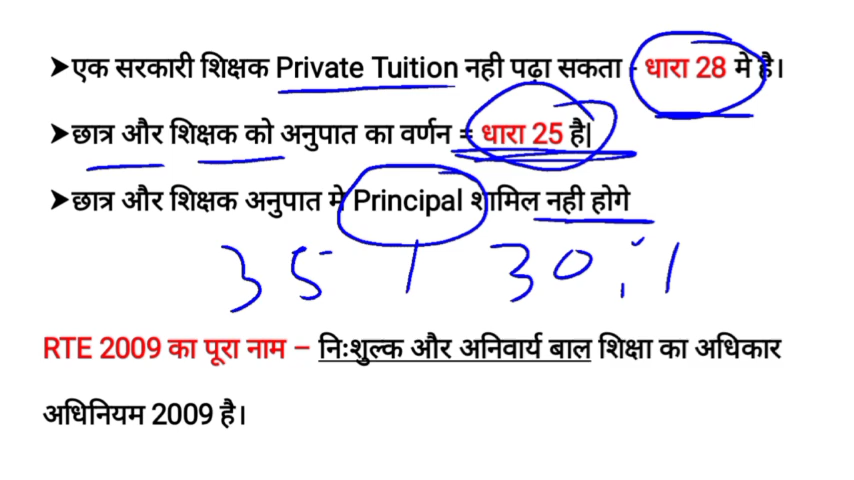 ➤एक सरकारी शिक्षक Private Tuition नही पढ़ा सकता - धारा 28 मे है।
➤छात्र और शिक्षक को अनुपात का वर्णन = धारा 25 है|
➤छात्र और शिक्षक अनुपात मे Principal शामिल नही होगे
35 1 30:1
RTE 2009 का पूरा नाम – निःशुल्क और अनिवार्य बाल शिक्षा का अधिकार
अधिनियम 2009 है।